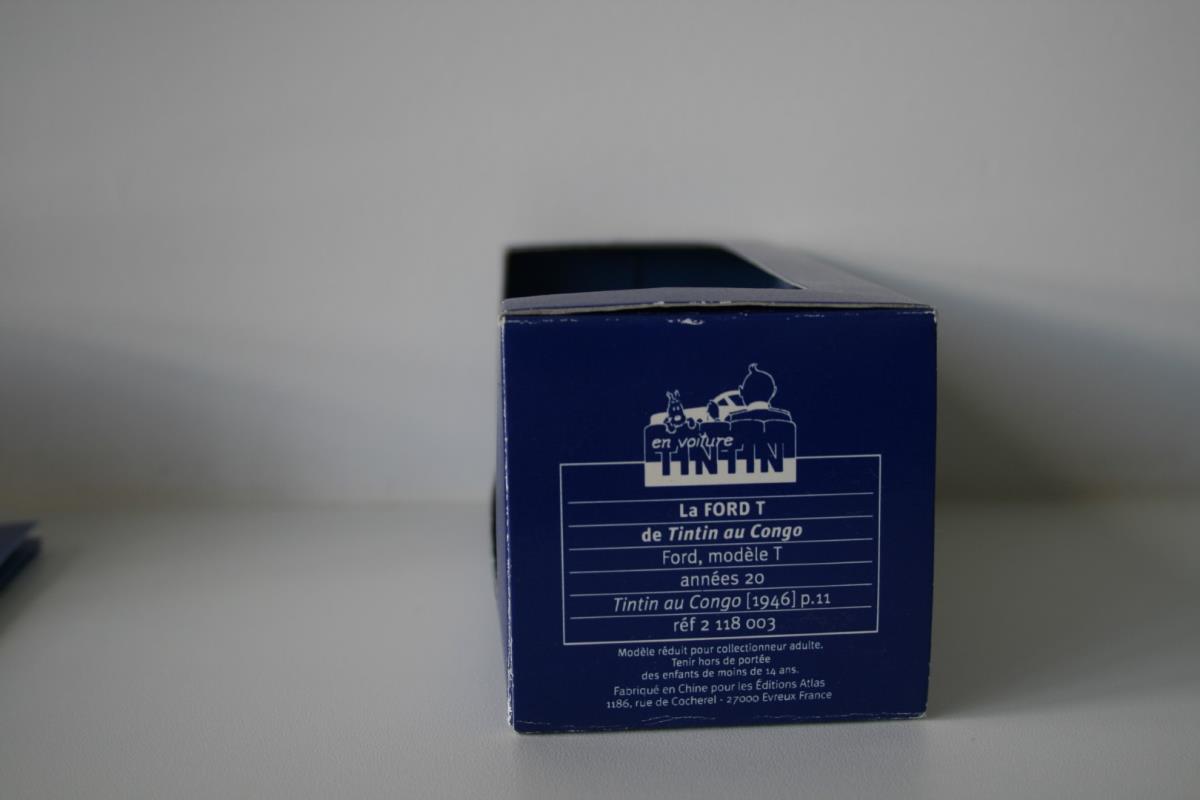 en voiture
TINTIN
La FORD T
de Tintin au Congo
Ford, modèle T
années 20
Tintin au Congo [1946] p.11
réf 2 118 003
Modèle réduit pour collectionneur adulte.
Tenir hors de portée
des enfants de moins de 14 ans.
Fabriqué en Chine pour les Éditions Atlas
1186, rue de Cocherel - 27000 Evreux France